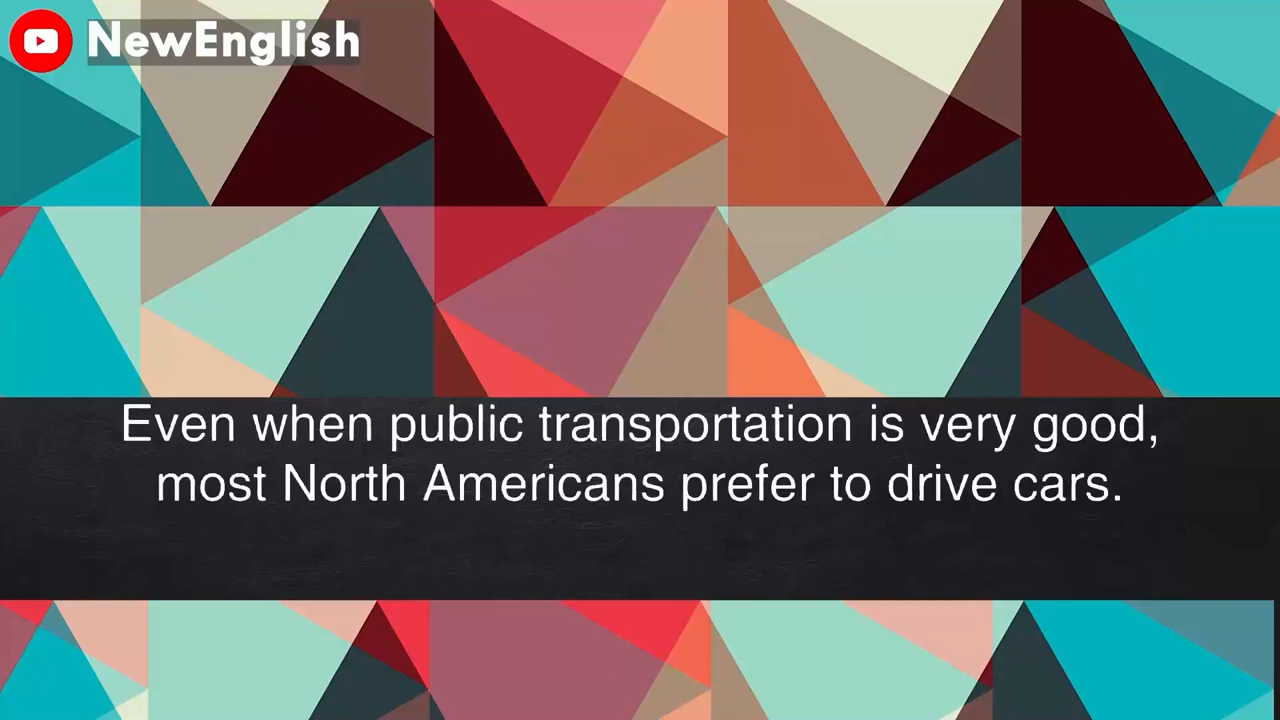 NewEnglish
Even when public transportation is very good,
most North Americans prefer to drive cars.